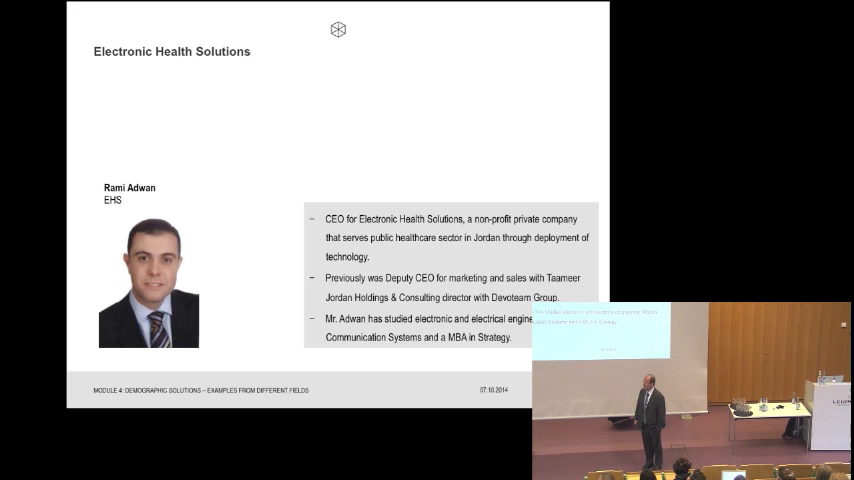 Electronic Health Solutions
Rami Adwan
EHS
– CEO for Electronic Health Solutions, a non-profit private company
that serves public healthcare sector in Jordan through deployment of
technology.
– Previously was Deputy CEO for marketing and sales with Taameer
Jordan Holdings & Consulting director with Devoteam Group.
– Mr. Adwan has studied electronic and electrical engine
Communication Systems and a MBA in Strategy.
MODULE 4: DEMOGRAPHIC SOLUTIONS – EXAMPLES FROM DIFFERENT FIELDS
07.10.2014